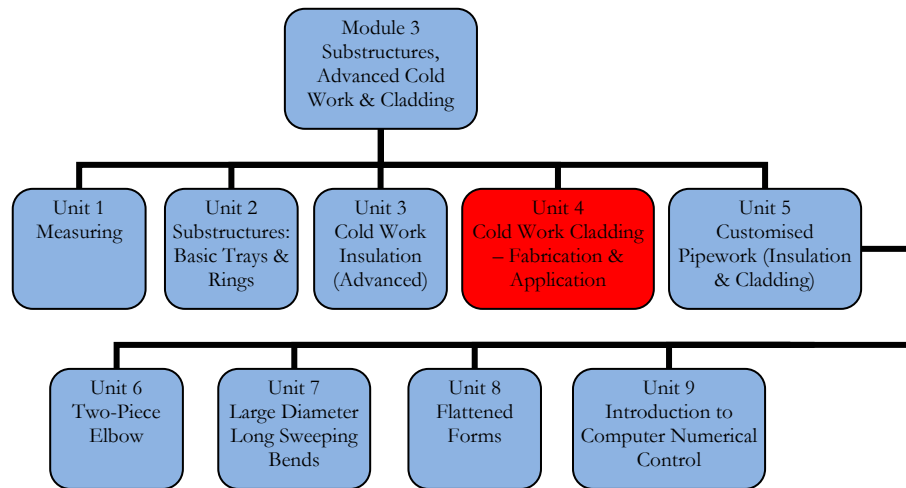 Module 3
Substructures,
Advanced Cold
Work & Cladding
Unit 1
Measuring
Unit 2
Substructures:
Basic Trays &
Rings
Unit 3
Cold Work
Insulation
(Advanced)
Unit 4
Cold Work Cladding
– Fabrication &
Application
Unit 5
Customised
Pipework (Insulation
& Cladding)
Unit 6
Two-Piece
Elbow
Unit 7
Large Diameter
Long Sweeping
Bends
Unit 8
Flattened
Forms
Unit 9
Introduction to
Computer Numerical
Control